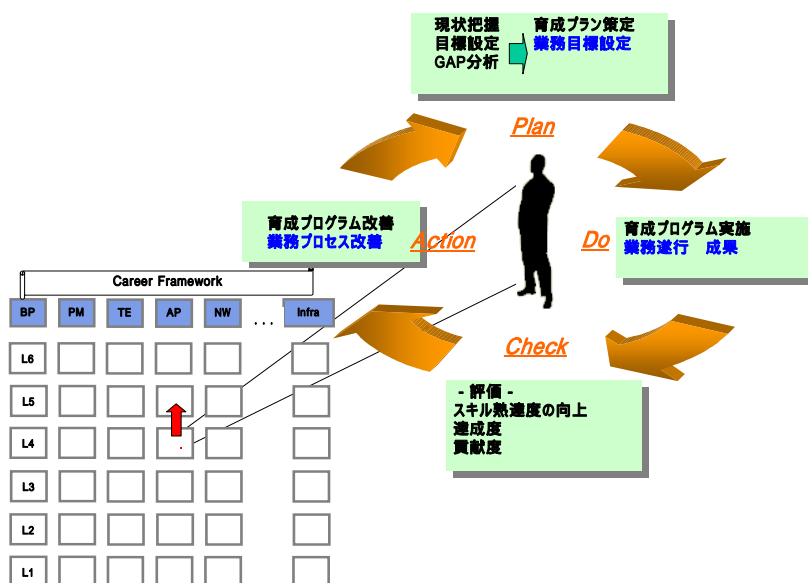 現状把握
目標設定
GAP分析
育成プラン策定
業務目標設定
Plan
育成プログラム改善
業務プロセス改善
Action
Do
育成プログラム実施
業務遂行　成果
Career Framework
BP PM TE AP NW ... Infra
Check
- 評価 -
スキル熟達度の向上
達成度
貢献度
L6
L5
L4
L3
L2
L1